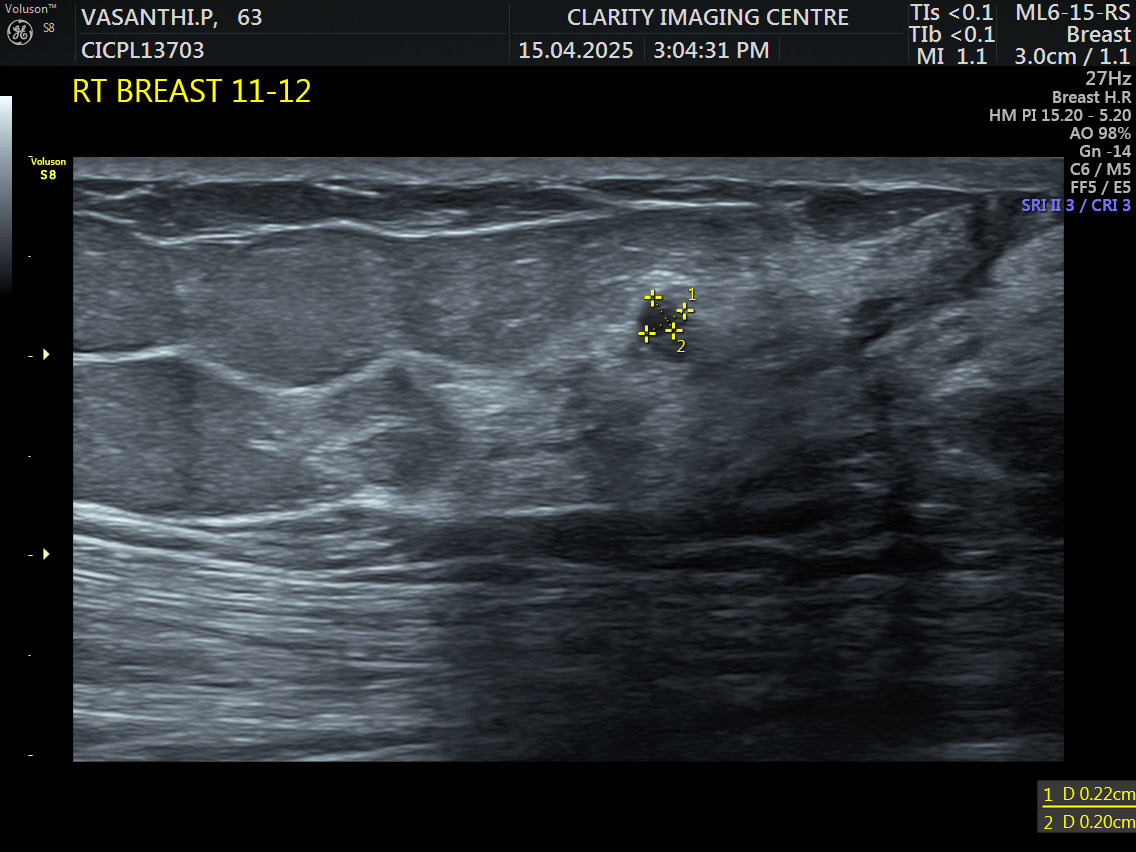 Voluson™
S8
VASANTHI.P, 63
CICPL13703
CLARITY IMAGING CENTRE
15.04.2025 3:04:31 PM
TIs <0.1
TIb <0.1
MI 1.1
ML6-15-RS
Breast
3.0cm / 1.1
27Hz
Breast H.R
HM PI 15.20 - 5.20
AO 98%
Gn -14
C6 / M5
FF5 / E5
SRI II 3 / CRI 3
RT BREAST 11-12
Voluson
S8
1
2
1 D 0.22cm
2 D 0.20cm